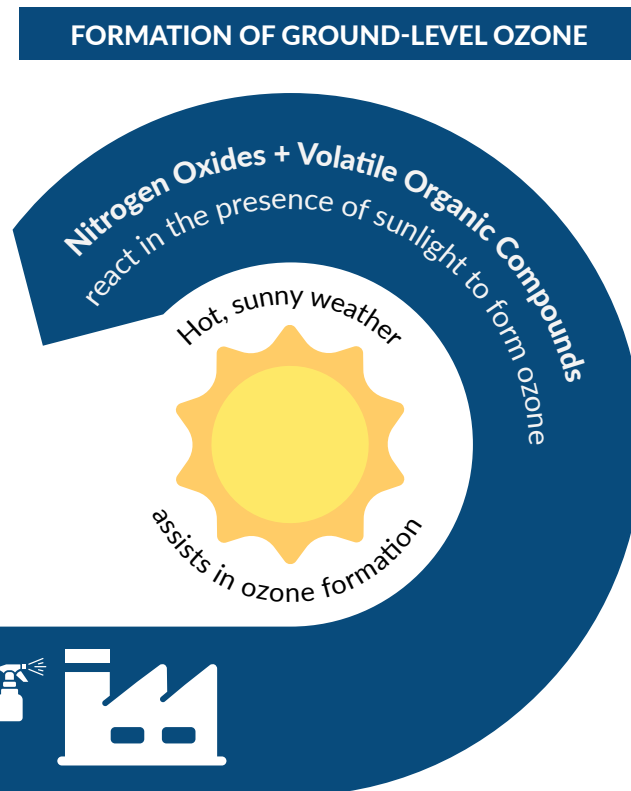 FORMATION OF GROUND-LEVEL OZONE
Nitrogen Oxides + Volatile Organic Compounds
react in the presence of sunlight to form ozone
Hot, sunny weather
assists in ozone formation